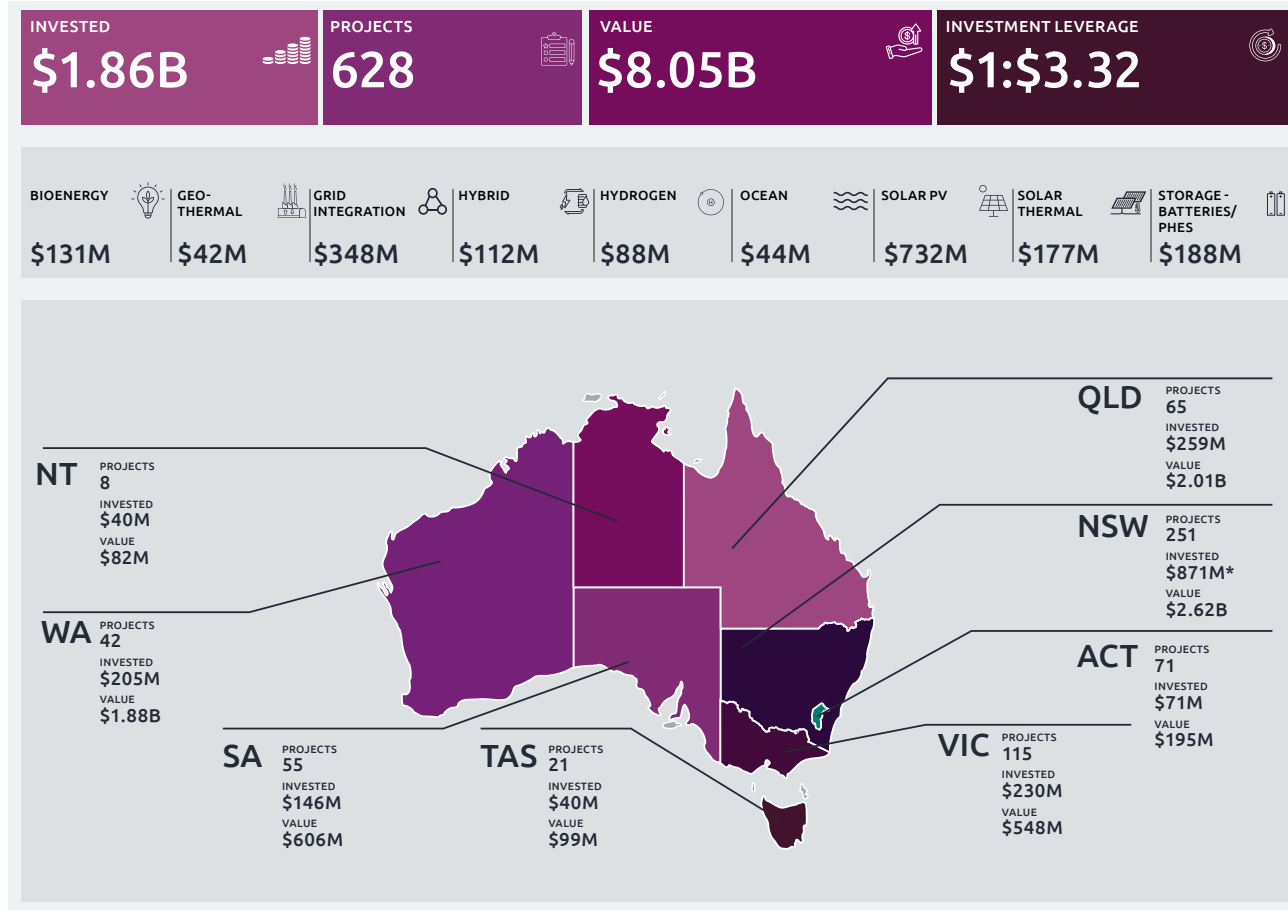 INVESTED
$1.86B
PROJECTS
628
VALUE
$8.05B
INVESTMENT LEVERAGE
$1:$3.32
BIOENERGY
$131M
GEO-
THERMAL
$42M
GRID
INTEGRATION
$348M
HYBRID
$112M
HYDROGEN
$88M
OCEAN
$44M
SOLAR PV
$732M
SOLAR
THERMAL
$177M
STORAGE -
BATTERIES/
PHES
$188M
QLD
PROJECTS
65
INVESTED
$259M
VALUE
$2.01B
NT
PROJECTS
8
INVESTED
$40M
VALUE
$82M
NSW
PROJECTS
251
INVESTED
$871M*
VALUE
$2.62B
WA
PROJECTS
42
INVESTED
$205M
VALUE
$1.88B
ACT
PROJECTS
71
INVESTED
$71M
VALUE
$195M
SA
PROJECTS
55
INVESTED
$146M
VALUE
$606M
TAS
PROJECTS
21
INVESTED
$40M
VALUE
$99M
VIC
PROJECTS
115
INVESTED
$230M
VALUE
$548M